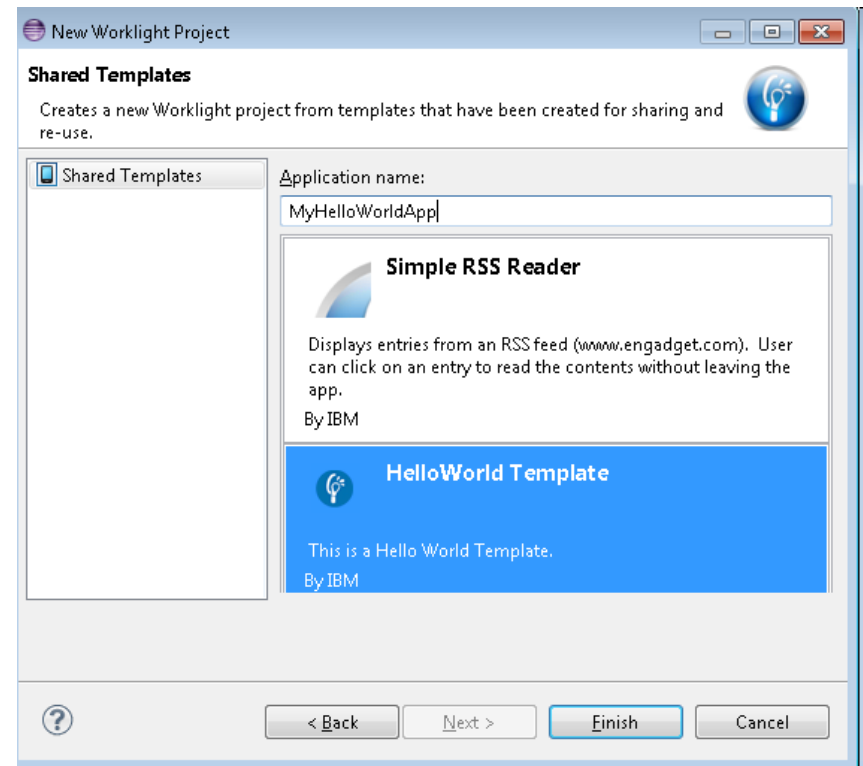 New Worklight Project
Shared Templates
Creates a new Worklight project from templates that have been created for sharing and
re-use.
Shared Templates
Application name:
MyHelloWorldApp
Simple RSS Reader
Displays entries from an RSS feed (www.engadget.com). User
can click on an entry to read the contents without leaving the
app.
By IBM
HelloWorld Template
This is a Hello World Template.
By IBM
?
< Back
Next >
Finish
Cancel